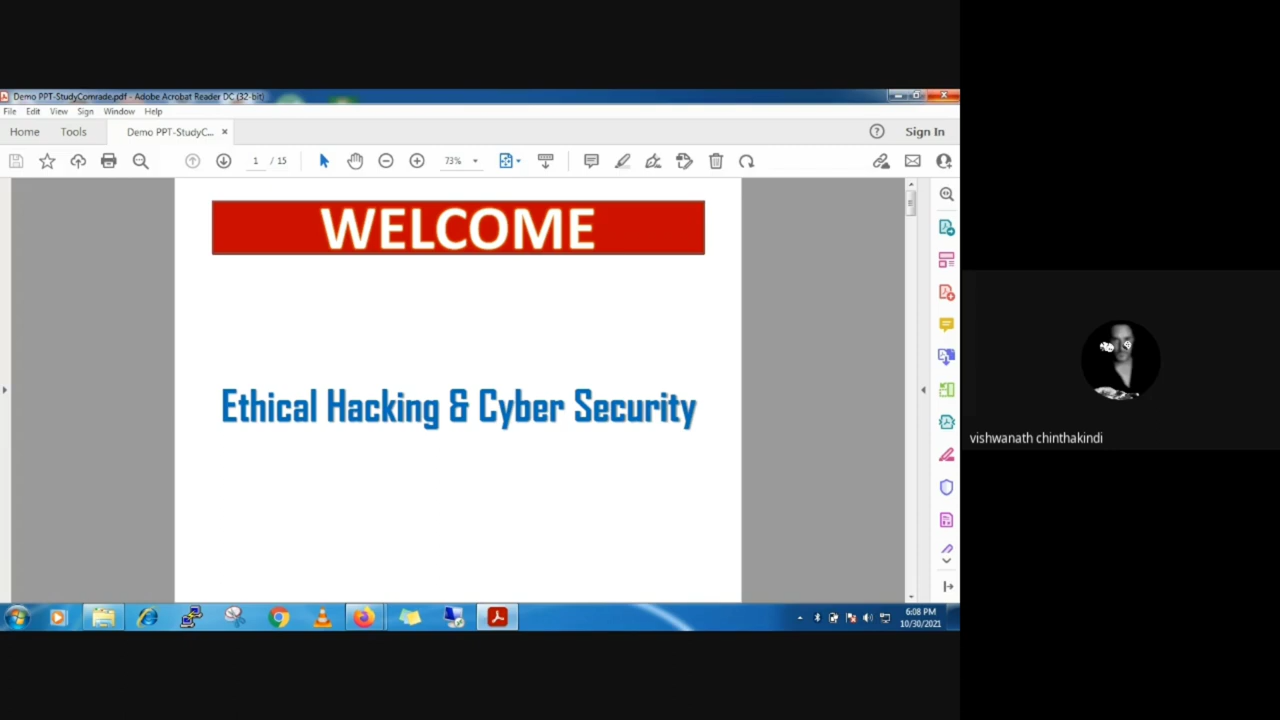 Demo PPT-StudyComrade.pdf - Adobe Acrobat Reader DC (32-bit)
File Edit View Sign Window Help
Home Tools Demo PPT-StudyC... × Sign In
1 / 15 73%
WELCOME
Ethical Hacking & Cyber Security
vishwanath chinthakindi
6:08 PM
10/30/2021